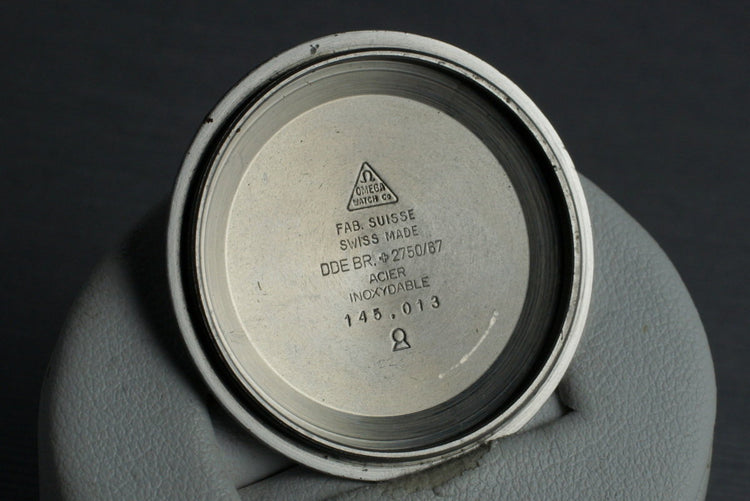 Ω
OMEGA
WATCH CO
FAB. SUISSE
SWISS MADE
DDE BR. + 2750/67
ACIER
INOXYDABLE
145.013